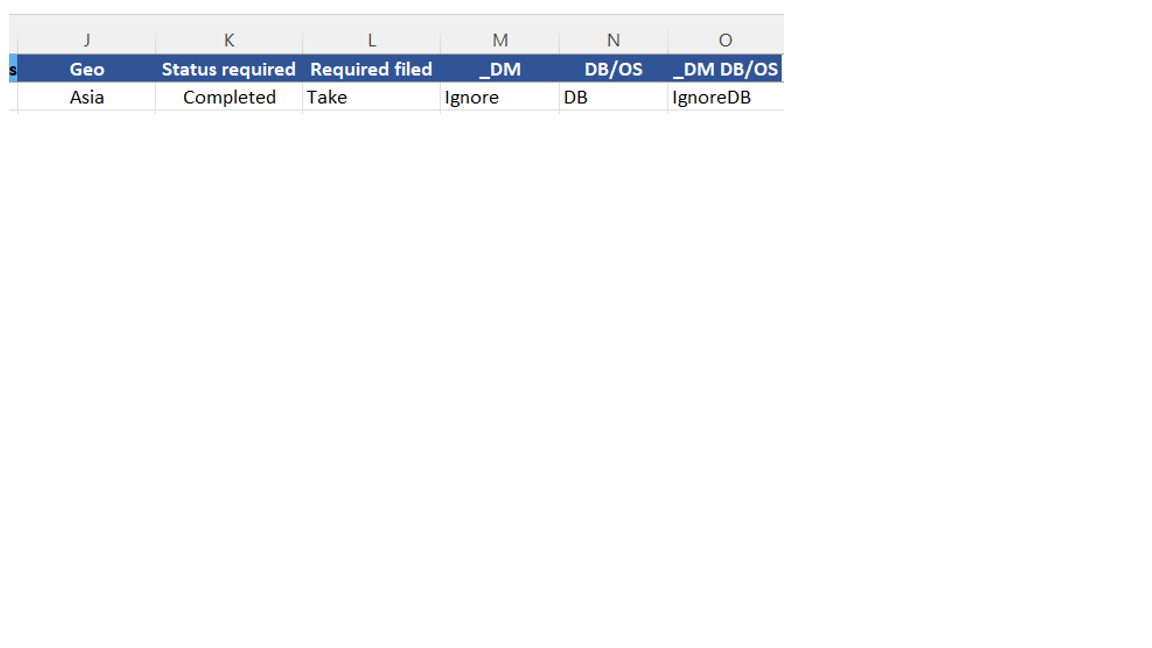 J K L M N O
s Geo Status required Required filed _DM DB/OS _DM DB/OS
Asia Completed Take Ignore DB IgnoreDB